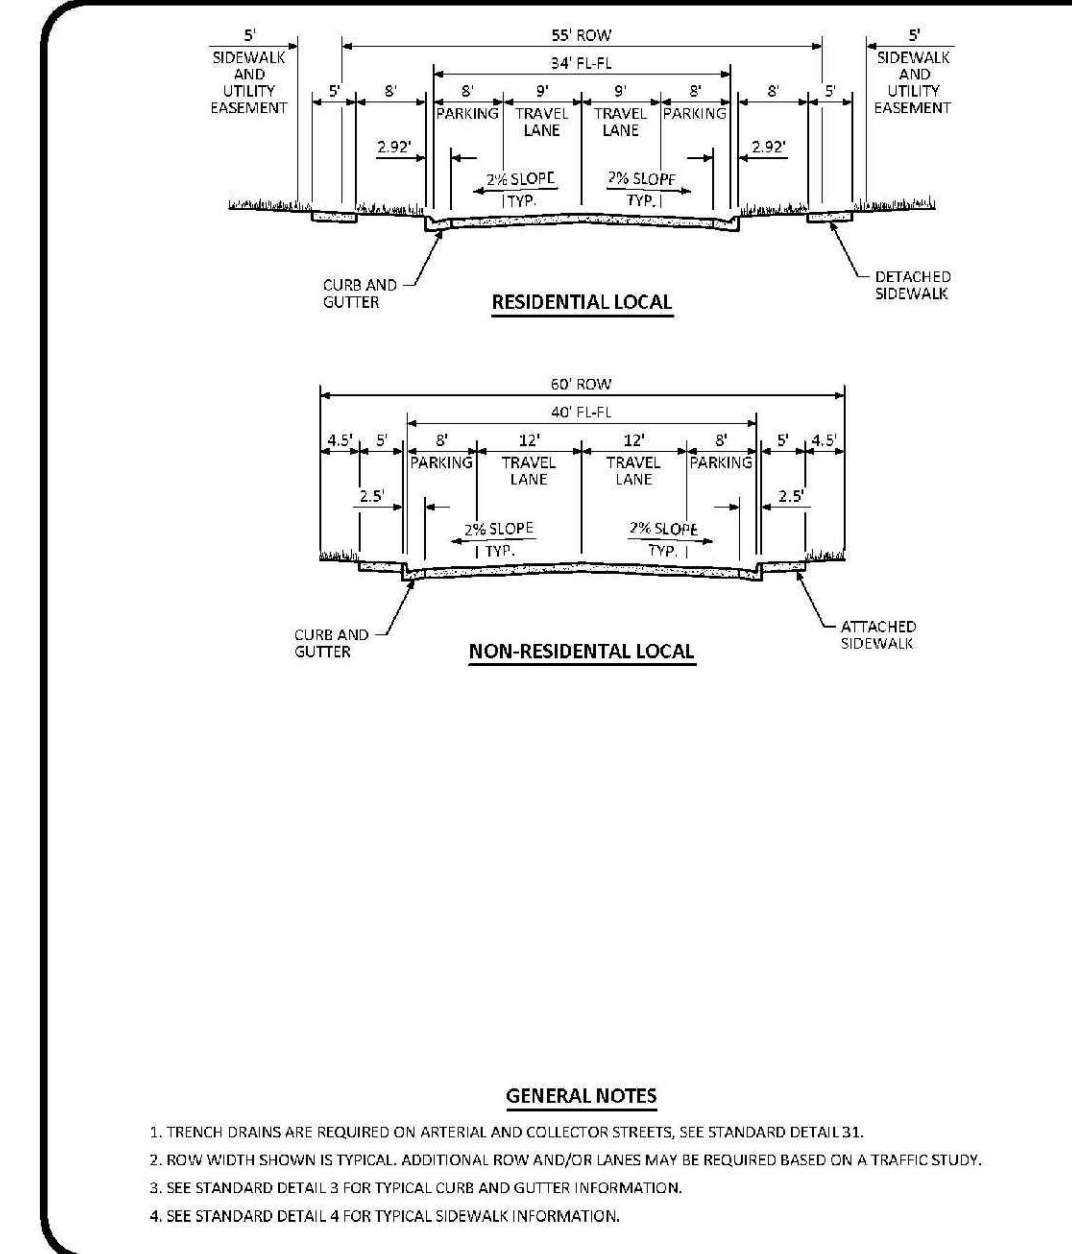 5' 55' ROW 5'
SIDEWALK 34' FL-FL SIDEWALK
AND AND
UTILITY UTILITY
EASEMENT 5' 8' 8' 9' 9' 8' 8' 5' EASEMENT
PARKING TRAVEL TRAVEL PARKING
LANE LANE
2.92' 2.92'
2% SLOPE 2% SLOPE
TYP. TYP.
CURB AND DETACHED
GUTTER SIDEWALK
RESIDENTIAL LOCAL
60' ROW
40' FL-FL
4.5' 5' 8' 12' 12' 8' 5' 4.5'
PARKING TRAVEL TRAVEL PARKING
LANE LANE
2.5' 2.5'
2% SLOPE 2% SLOPE
TYP. TYP.
CURB AND ATTACHED
GUTTER SIDEWALK
NON-RESIDENTAL LOCAL
GENERAL NOTES
1. TRENCH DRAINS ARE REQUIRED ON ARTERIAL AND COLLECTOR STREETS, SEE STANDARD DETAIL 31.
2. ROW WIDTH SHOWN IS TYPICAL. ADDITIONAL ROW AND/OR LANES MAY BE REQUIRED BASED ON A TRAFFIC STUDY.
3. SEE STANDARD DETAIL 3 FOR TYPICAL CURB AND GUTTER INFORMATION.
4. SEE STANDARD DETAIL 4 FOR TYPICAL SIDEWALK INFORMATION.